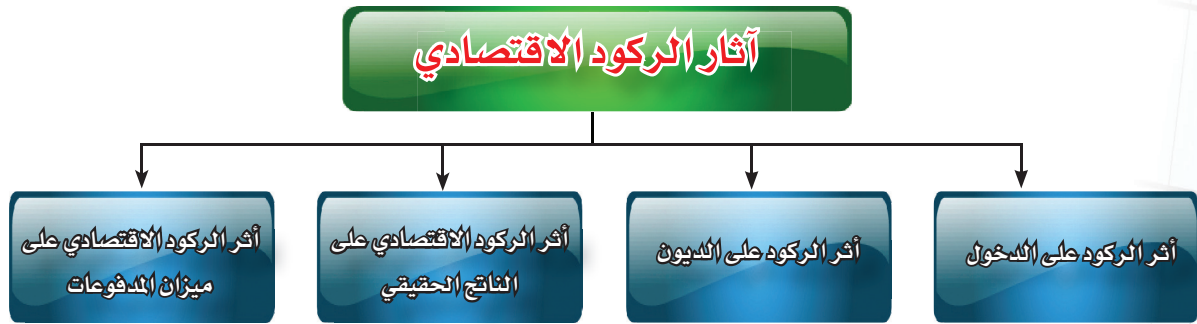 آثار الركود الاقتصادي
أثر الركود على الدخول
أثر الركود على الديون
أثر الركود الاقتصادي على
الناتج الحقيقي
أثر الركود الاقتصادي على
ميزان المدفوعات